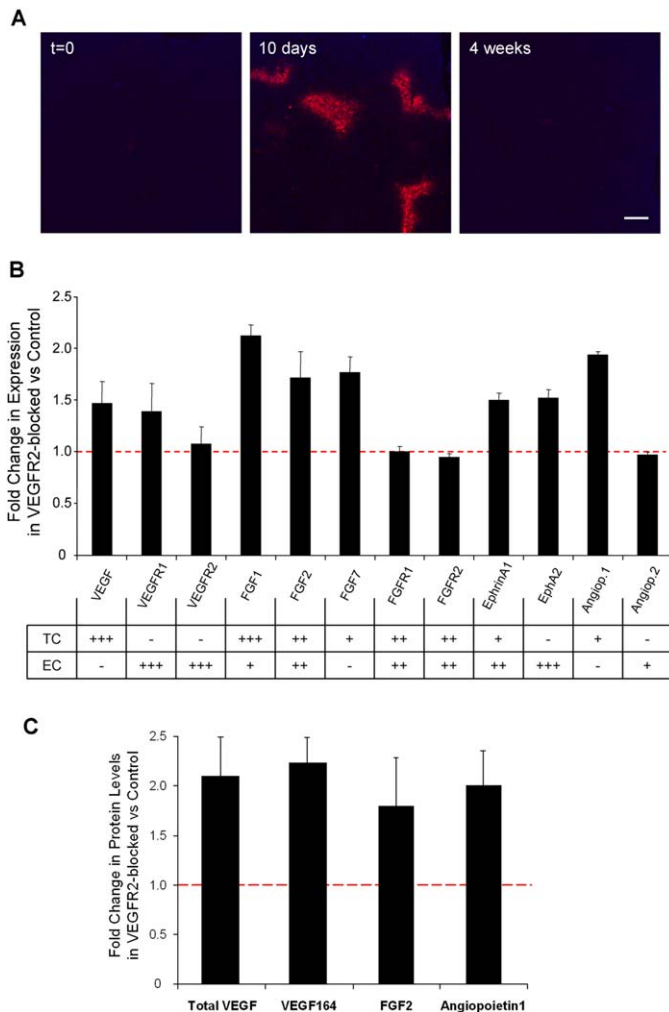 A
t=0
10 days
4 weeks
B
Fold Change in Expression
in VEGFR2-blocked vs Control
2.5
2.0
1.5
1.0
0.5
0
VEGF
VEGFR1
VEGFR2
FGF1
FGF2
FGF7
FGFR1
FGFR2
EphrinA1
EphA2
Angiop.1
Angiop.2
TC +++ - - +++ ++ + ++ ++ + - + -
EC - +++ +++ + ++ - ++ ++ ++ +++ - +
C
Fold Change in Protein Levels
in VEGFR2-blocked vs Control
2.5
2.0
1.5
1.0
0.5
0
Total VEGF
VEGF164
FGF2
Angiopoietin1